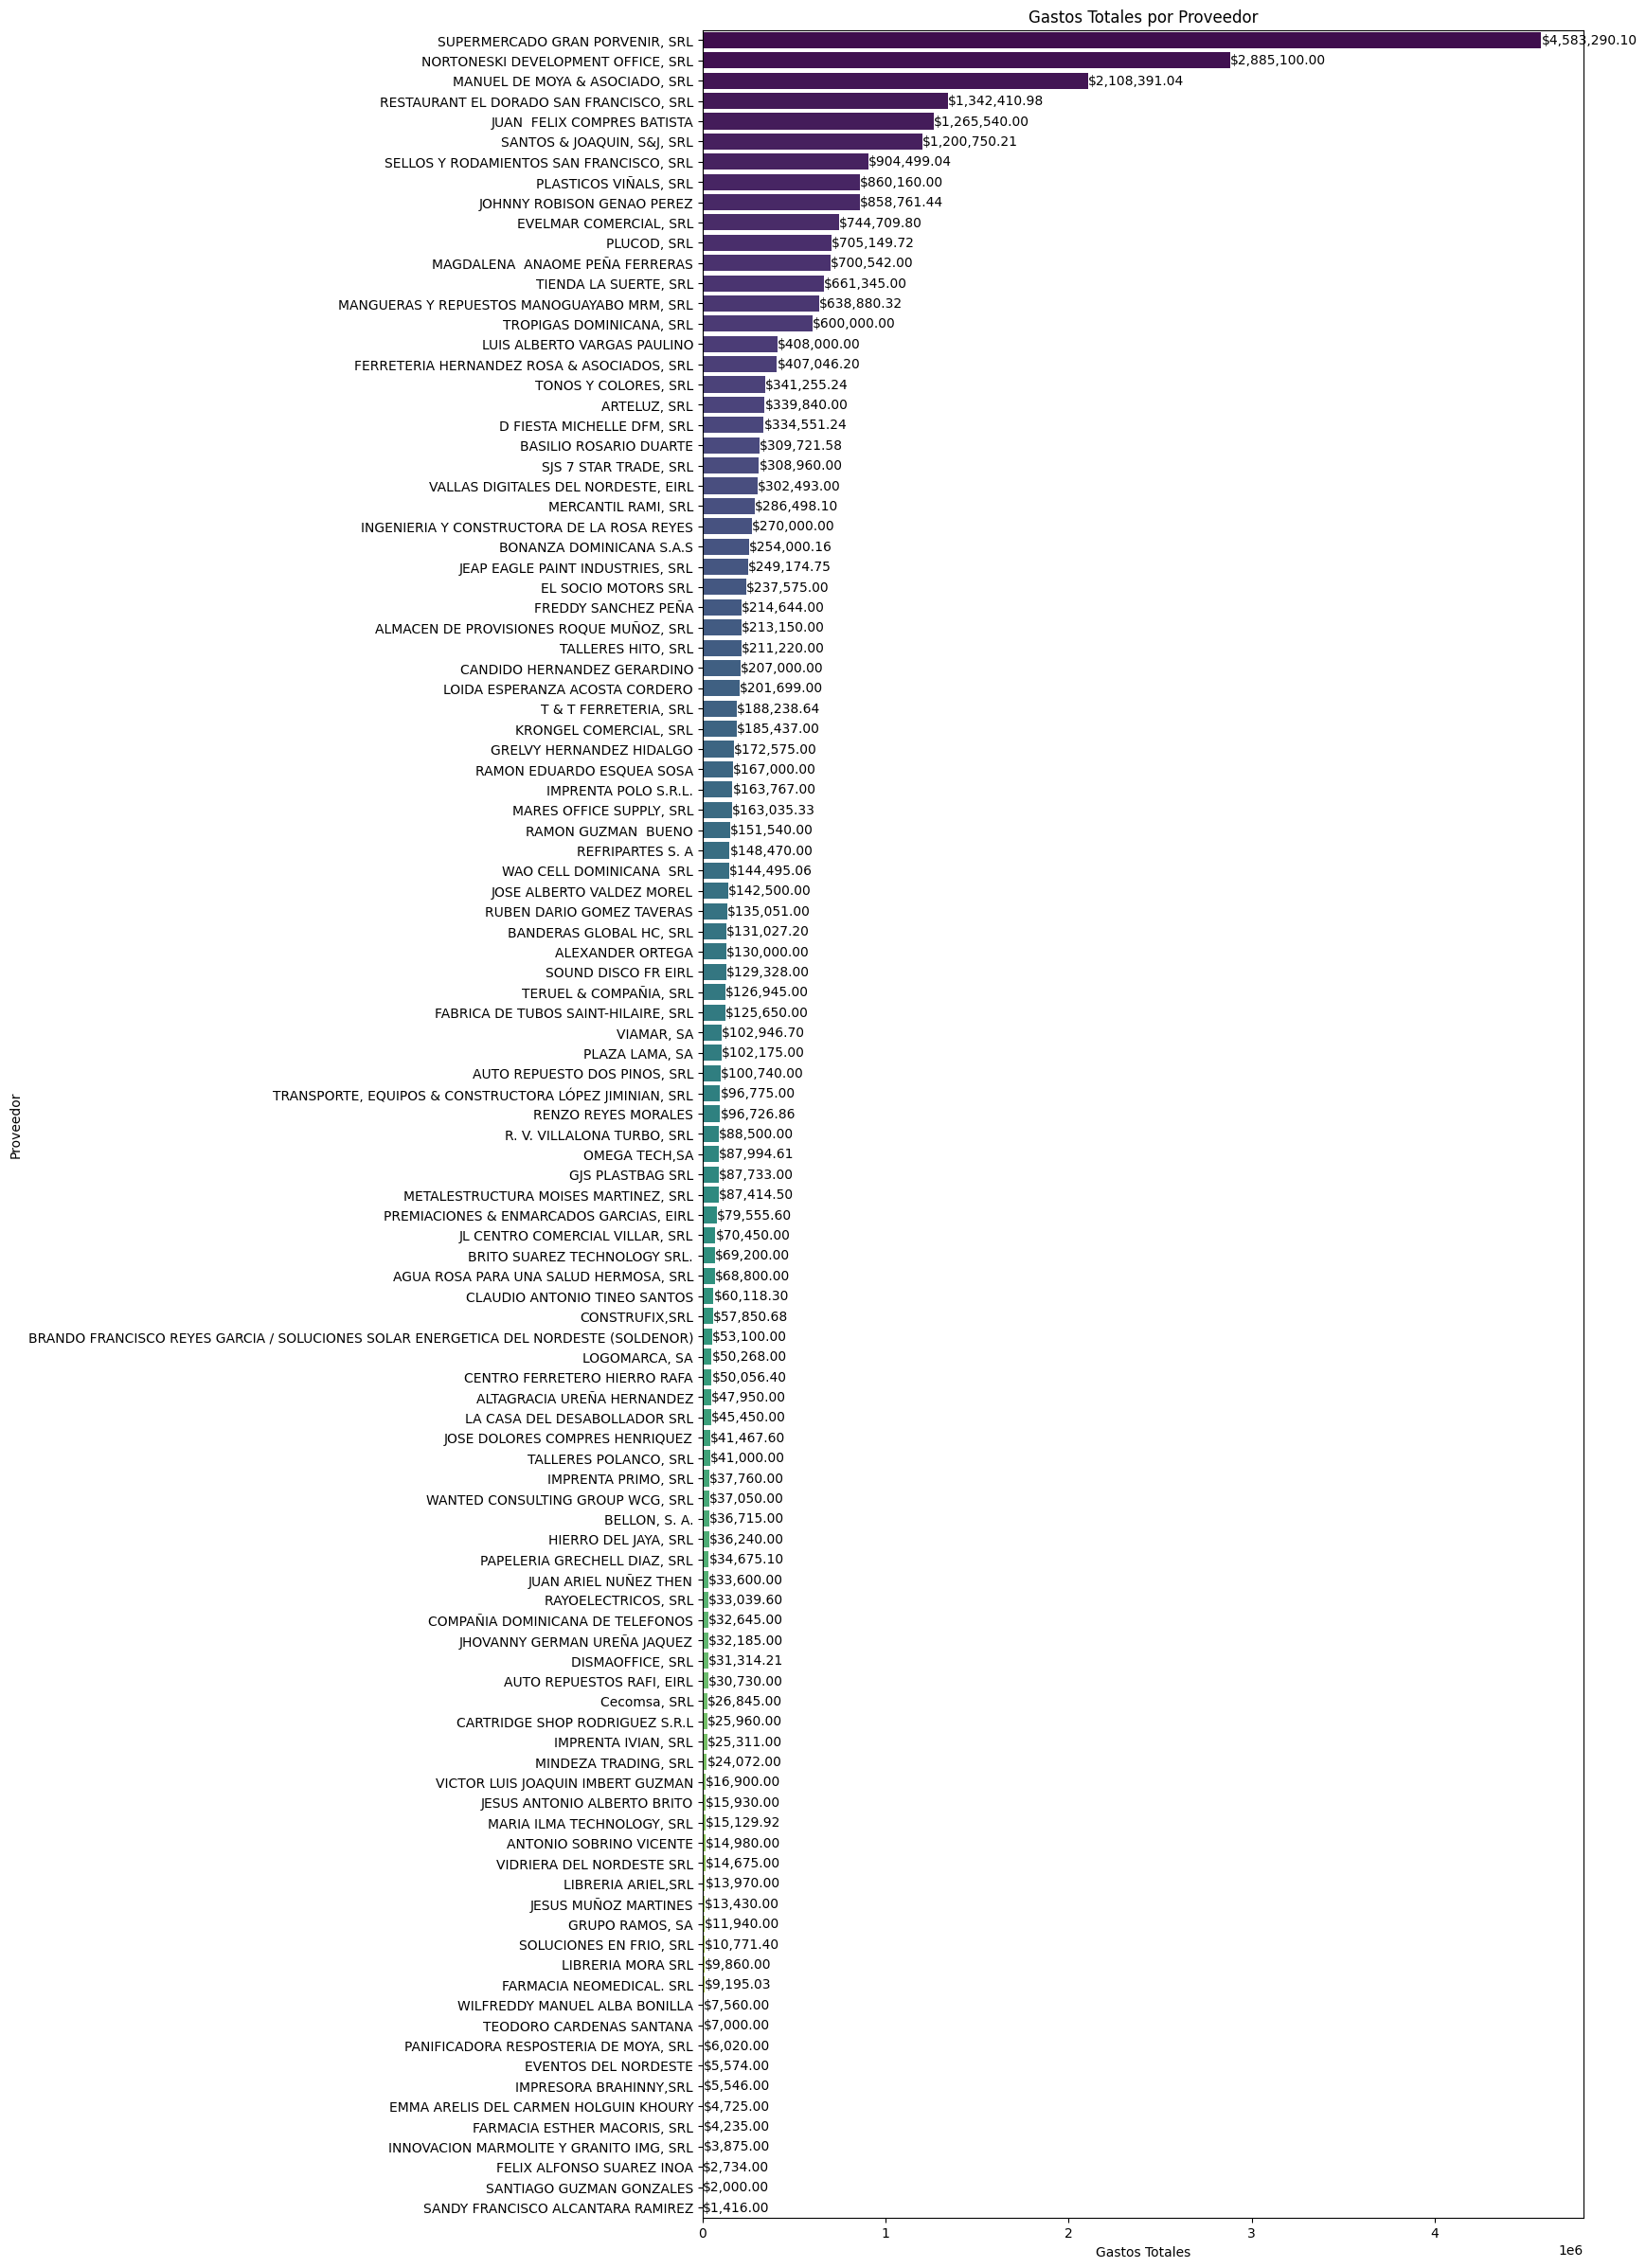 Gastos Totales por Proveedor
SUPERMERCADO GRAN PORVENIR, SRL $4,583,290.10
NORTONESKI DEVELOPMENT OFFICE, SRL $2,885,100.00
MANUEL DE MOYA & ASOCIADO, SRL $2,108,391.04
RESTAURANT EL DORADO SAN FRANCISCO, SRL $1,342,410.98
JUAN  FELIX COMPRES BATISTA $1,265,540.00
SANTOS & JOAQUIN, S&J, SRL $1,200,750.21
SELLOS Y RODAMIENTOS SAN FRANCISCO, SRL $904,499.04
PLASTICOS VIÑALS, SRL $860,160.00
JOHNNY ROBISON GENAO PEREZ $858,761.44
EVELMAR COMERCIAL, SRL $744,709.80
PLUCOD, SRL $705,149.72
MAGDALENA  ANAOME PEÑA FERRERAS $700,542.00
TIENDA LA SUERTE, SRL $661,345.00
MANGUERAS Y REPUESTOS MANOGUAYABO MRM, SRL $638,880.32
TROPIGAS DOMINICANA, SRL $600,000.00
LUIS ALBERTO VARGAS PAULINO $408,000.00
FERRETERIA HERNANDEZ ROSA & ASOCIADOS, SRL $407,046.20
TONOS Y COLORES, SRL $341,255.24
ARTELUZ, SRL $339,840.00
D FIESTA MICHELLE DFM, SRL $334,551.24
BASILIO ROSARIO DUARTE $309,721.58
SJS 7 STAR TRADE, SRL $308,960.00
VALLAS DIGITALES DEL NORDESTE, EIRL $302,493.00
MERCANTIL RAMI, SRL $286,498.10
INGENIERIA Y CONSTRUCTORA DE LA ROSA REYES $270,000.00
BONANZA DOMINICANA S.A.S $254,000.16
JEAP EAGLE PAINT INDUSTRIES, SRL $249,174.75
EL SOCIO MOTORS SRL $237,575.00
FREDDY SANCHEZ PEÑA $214,644.00
ALMACEN DE PROVISIONES ROQUE MUÑOZ, SRL $213,150.00
TALLERES HITO, SRL $211,220.00
CANDIDO HERNANDEZ GERARDINO $207,000.00
LOIDA ESPERANZA ACOSTA CORDERO $201,699.00
T & T FERRETERIA, SRL $188,238.64
KRONGEL COMERCIAL, SRL $185,437.00
GRELVY HERNANDEZ HIDALGO $172,575.00
RAMON EDUARDO ESQUEA SOSA $167,000.00
IMPRENTA POLO S.R.L. $163,767.00
MARES OFFICE SUPPLY, SRL $163,035.33
RAMON GUZMAN  BUENO $151,540.00
REFRIPARTES S. A $148,470.00
WAO CELL DOMINICANA  SRL $144,495.06
JOSE ALBERTO VALDEZ MOREL $142,500.00
RUBEN DARIO GOMEZ TAVERAS $135,051.00
BANDERAS GLOBAL HC, SRL $131,027.20
ALEXANDER ORTEGA $130,000.00
SOUND DISCO FR EIRL $129,328.00
TERUEL & COMPAÑIA, SRL $126,945.00
FABRICA DE TUBOS SAINT-HILAIRE, SRL $125,650.00
VIAMAR, SA $102,946.70
PLAZA LAMA, SA $102,175.00
AUTO REPUESTO DOS PINOS, SRL $100,740.00
TRANSPORTE, EQUIPOS & CONSTRUCTORA LÓPEZ JIMINIAN, SRL $96,775.00
RENZO REYES MORALES $96,726.86
R. V. VILLALONA TURBO, SRL $88,500.00
OMEGA TECH,SA $87,994.61
GJS PLASTBAG SRL $87,733.00
METALESTRUCTURA MOISES MARTINEZ, SRL $87,414.50
PREMIACIONES & ENMARCADOS GARCIAS, EIRL $79,555.60
JL CENTRO COMERCIAL VILLAR, SRL $70,450.00
BRITO SUAREZ TECHNOLOGY SRL. $69,200.00
AGUA ROSA PARA UNA SALUD HERMOSA, SRL $68,800.00
CLAUDIO ANTONIO TINEO SANTOS $60,118.30
CONSTRUFIX,SRL $57,850.68
BRANDO FRANCISCO REYES GARCIA / SOLUCIONES SOLAR ENERGETICA DEL NORDESTE (SOLDENOR) $53,100.00
LOGOMARCA, SA $50,268.00
CENTRO FERRETERO HIERRO RAFA $50,056.40
ALTAGRACIA UREÑA HERNANDEZ $47,950.00
LA CASA DEL DESABOLLADOR SRL $45,450.00
JOSE DOLORES COMPRES HENRIQUEZ $41,467.60
TALLERES POLANCO, SRL $41,000.00
IMPRENTA PRIMO, SRL $37,760.00
WANTED CONSULTING GROUP WCG, SRL $37,050.00
BELLON, S. A. $36,715.00
HIERRO DEL JAYA, SRL $36,240.00
PAPELERIA GRECHELL DIAZ, SRL $34,675.10
JUAN ARIEL NUÑEZ THEN $33,600.00
RAYOELECTRICOS, SRL $33,039.60
COMPAÑIA DOMINICANA DE TELEFONOS $32,645.00
JHOVANNY GERMAN UREÑA JAQUEZ $32,185.00
DISMAOFFICE, SRL $31,314.21
AUTO REPUESTOS RAFI, EIRL $30,730.00
Cecomsa, SRL $26,845.00
CARTRIDGE SHOP RODRIGUEZ S.R.L $25,960.00
IMPRENTA IVIAN, SRL $25,311.00
MINDEZA TRADING, SRL $24,072.00
VICTOR LUIS JOAQUIN IMBERT GUZMAN $16,900.00
JESUS ANTONIO ALBERTO BRITO $15,930.00
MARIA ILMA TECHNOLOGY, SRL $15,129.92
ANTONIO SOBRINO VICENTE $14,980.00
VIDRIERA DEL NORDESTE SRL $14,675.00
LIBRERIA ARIEL,SRL $13,970.00
JESUS MUÑOZ MARTINES $13,430.00
GRUPO RAMOS, SA $11,940.00
SOLUCIONES EN FRIO, SRL $10,771.40
LIBRERIA MORA SRL $9,860.00
FARMACIA NEOMEDICAL. SRL $9,195.03
WILFREDDY MANUEL ALBA BONILLA $7,560.00
TEODORO CARDENAS SANTANA $7,000.00
PANIFICADORA RESPOSTERIA DE MOYA, SRL $6,020.00
EVENTOS DEL NORDESTE $5,574.00
IMPRESORA BRAHINNY,SRL $5,546.00
EMMA ARELIS DEL CARMEN HOLGUIN KHOURY $4,725.00
FARMACIA ESTHER MACORIS, SRL $4,235.00
INNOVACION MARMOLITE Y GRANITO IMG, SRL $3,875.00
FELIX ALFONSO SUAREZ INOA $2,734.00
SANTIAGO GUZMAN GONZALES $2,000.00
SANDY FRANCISCO ALCANTARA RAMIREZ $1,416.00
Proveedor
0 1 2 3 4
Gastos Totales
1e6